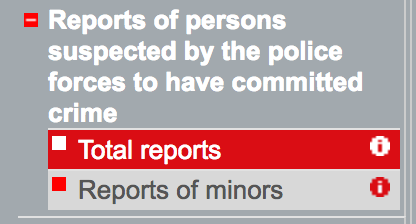 Reports of persons
suspected by the police
forces to have committed
crime
Total reports
Reports of minors